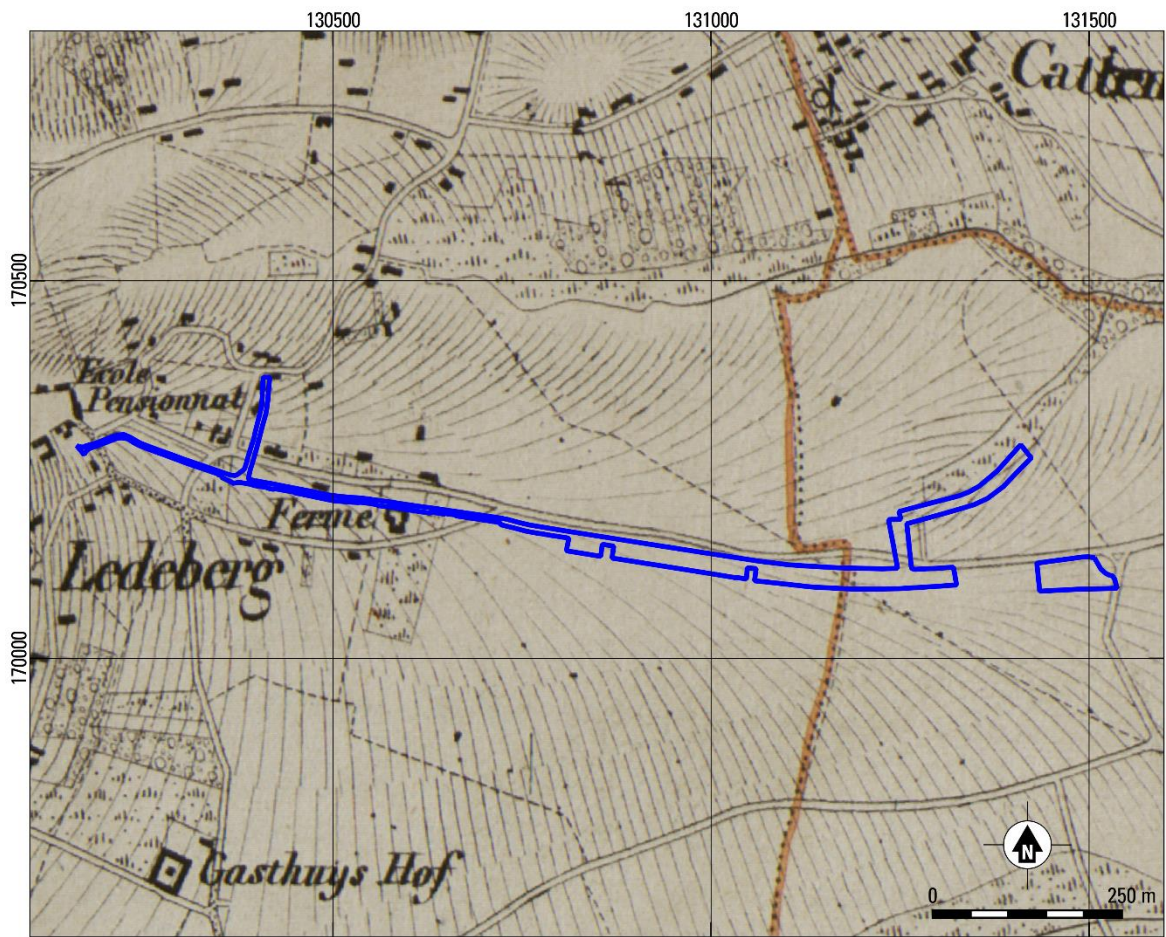 130500
131000
131500
170500
170000
Ecole
Pensionnat
Ferme
Ledeberg
Gasthuys Hof
N
0
250 m